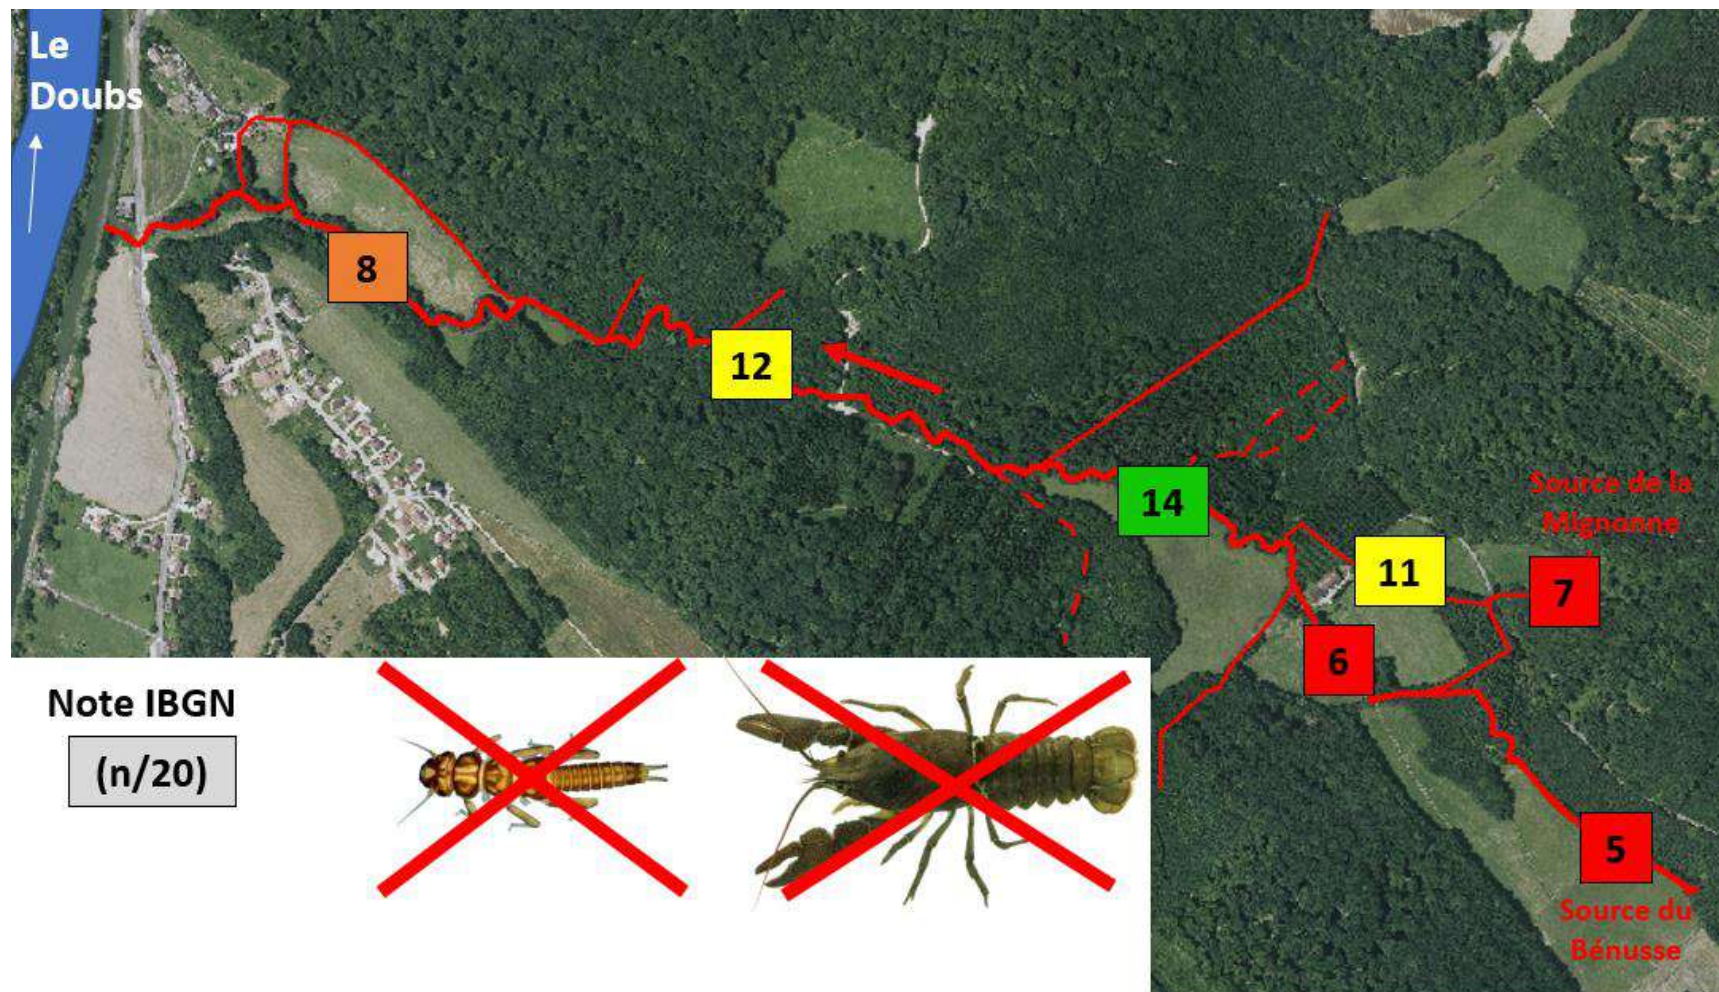 Le
Doubs
8
12
14
Source de la
Mignonne
11
7
6
5
Source du
Bénusse
Note IBGN
(n/20)